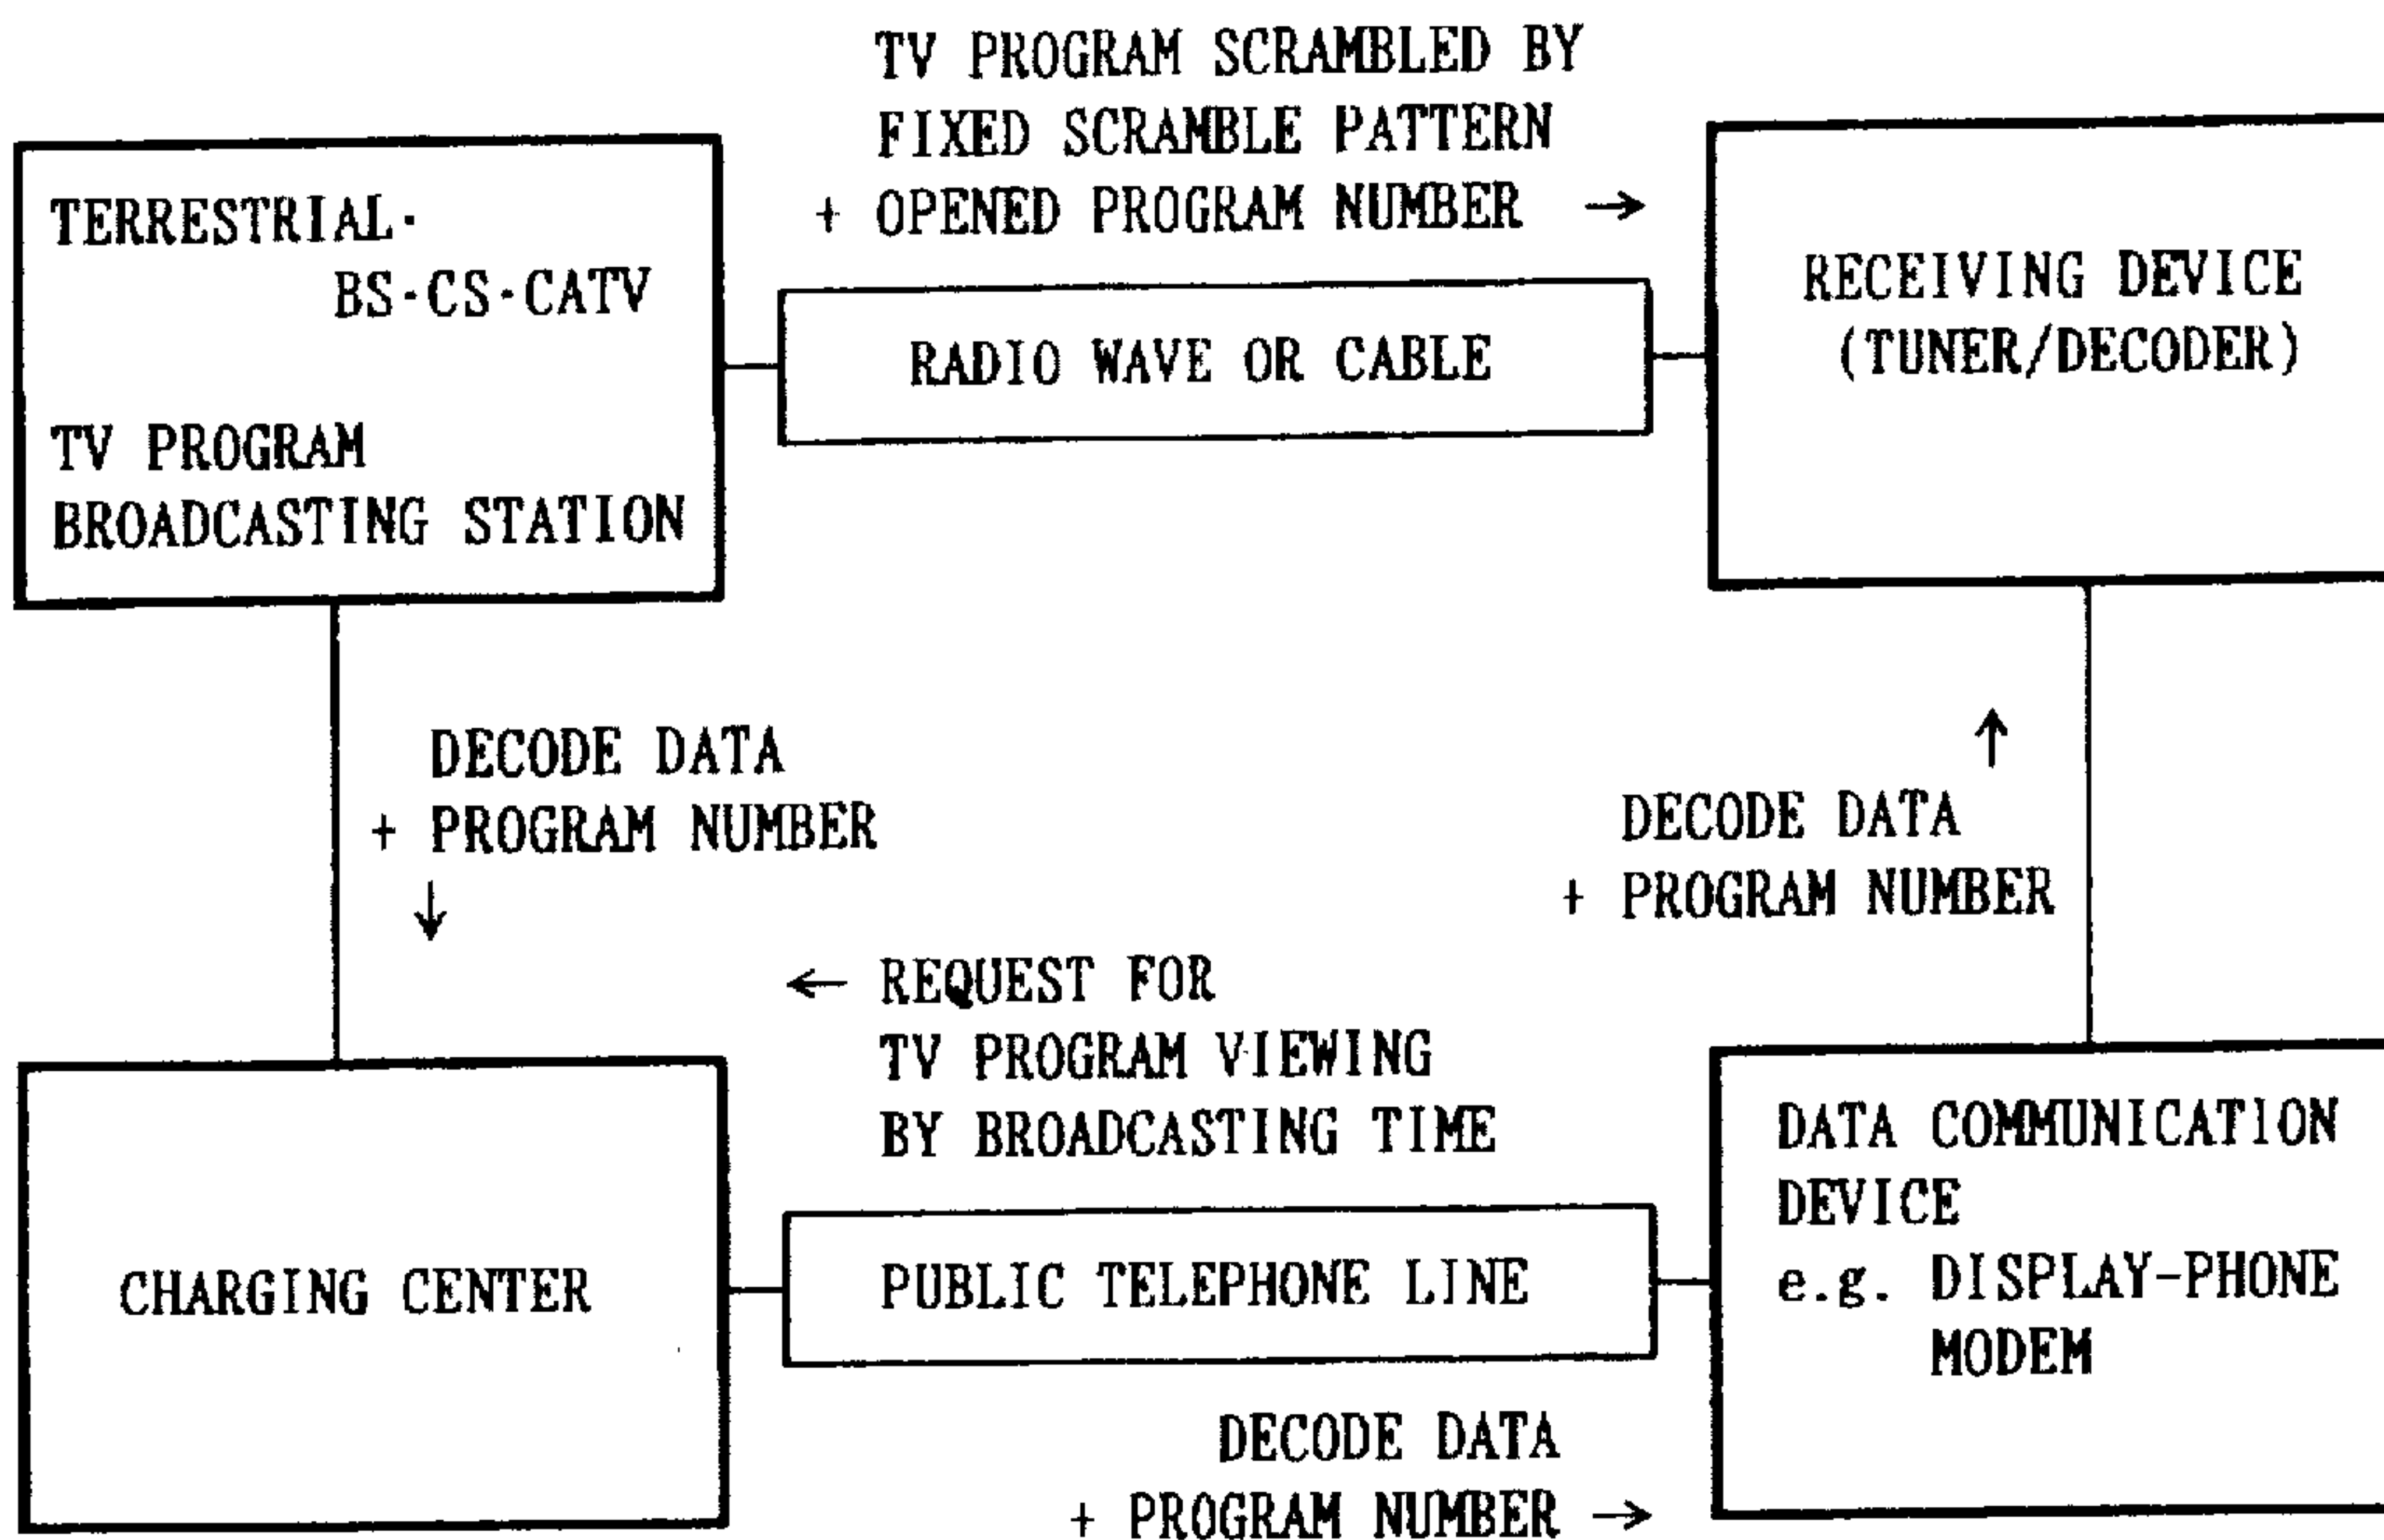 TV PROGRAM SCRAMBLED BY
FIXED SCRAMBLE PATTERN
+ OPENED PROGRAM NUMBER →
TERRESTRIAL·
BS·CS·CATV
TV PROGRAM
BROADCASTING STATION
RADIO WAVE OR CABLE
RECEIVING DEVICE
(TUNER/DECODER)
DECODE DATA
+ PROGRAM NUMBER
↓
↑
DECODE DATA
+ PROGRAM NUMBER
← REQUEST FOR
TV PROGRAM VIEWING
BY BROADCASTING TIME
CHARGING CENTER
PUBLIC TELEPHONE LINE
DATA COMMUNICATION
DEVICE
e.g. DISPLAY-PHONE
MODEM
DECODE DATA
+ PROGRAM NUMBER →